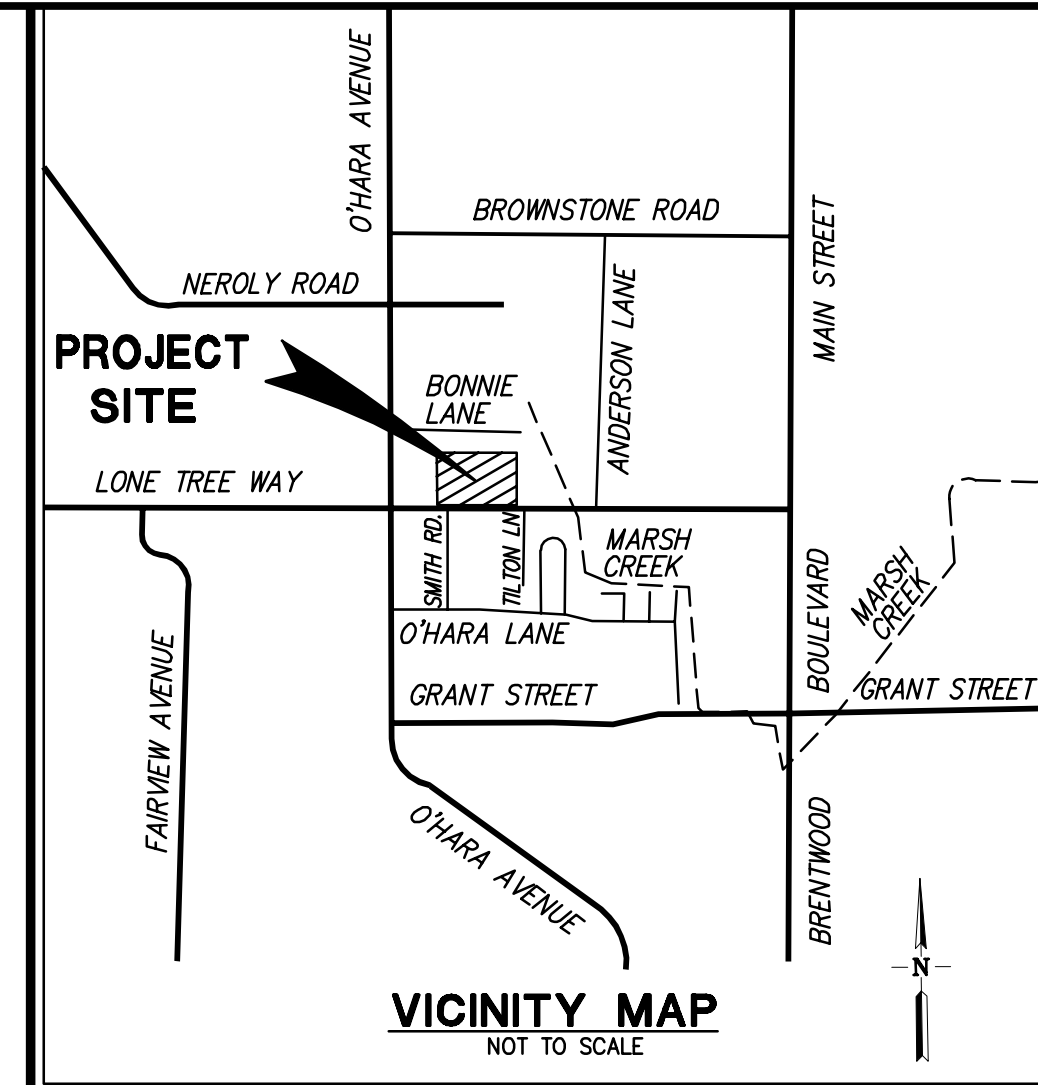 O'HARA AVENUE
BROWNSTONE ROAD
MAIN STREET
NEROLY ROAD
ANDERSON LANE
PROJECT
SITE
BONNIE
LANE
LONE TREE WAY
SMITH RD.
TILTON LN
MARSH
CREEK
MARSH
CREEK
O'HARA LANE
BOULEVARD
GRANT STREET
GRANT STREET
FAIRVIEW AVENUE
O'HARA AVENUE
BRENTWOOD
N
VICINITY MAP
NOT TO SCALE